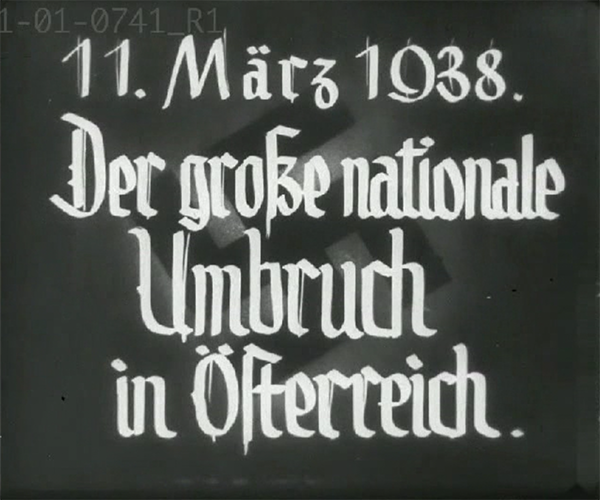 1-01-0741_R1
11. März 1938.
Der große nationale
Umbruch
in Öſterreich.